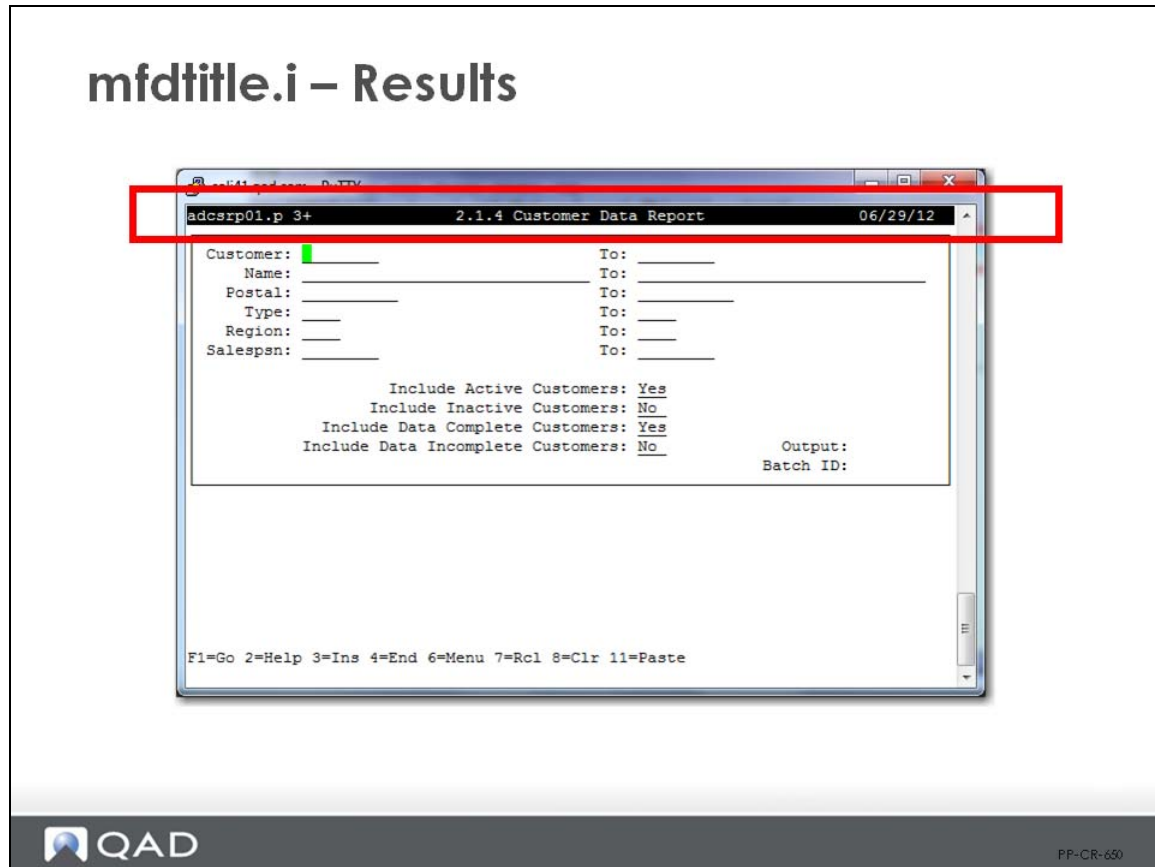 mfdtitle.i – Results
adcsrp01.p 3+ 2.1.4 Customer Data Report 06/29/12
Customer: To:
Name: To:
Postal: To:
Type: To:
Region: To:
Salespsn: To:
Include Active Customers: Yes
Include Inactive Customers: No
Include Data Complete Customers: Yes
Include Data Incomplete Customers: No Output:
Batch ID:
F1=Go 2=Help 3=Ins 4=End 6=Menu 7=Rcl 8=Clr 11=Paste
QAD
PP-CR-650